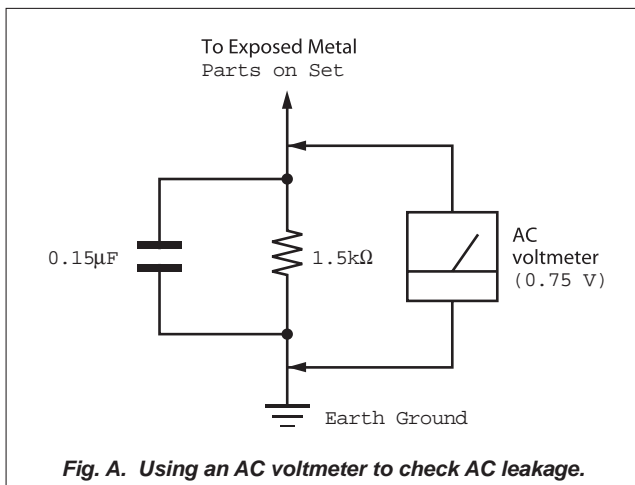 To Exposed Metal
Parts on Set
0.15μF
1.5kΩ
AC
voltmeter
(0.75 V)
Earth Ground
Fig. A. Using an AC voltmeter to check AC leakage.